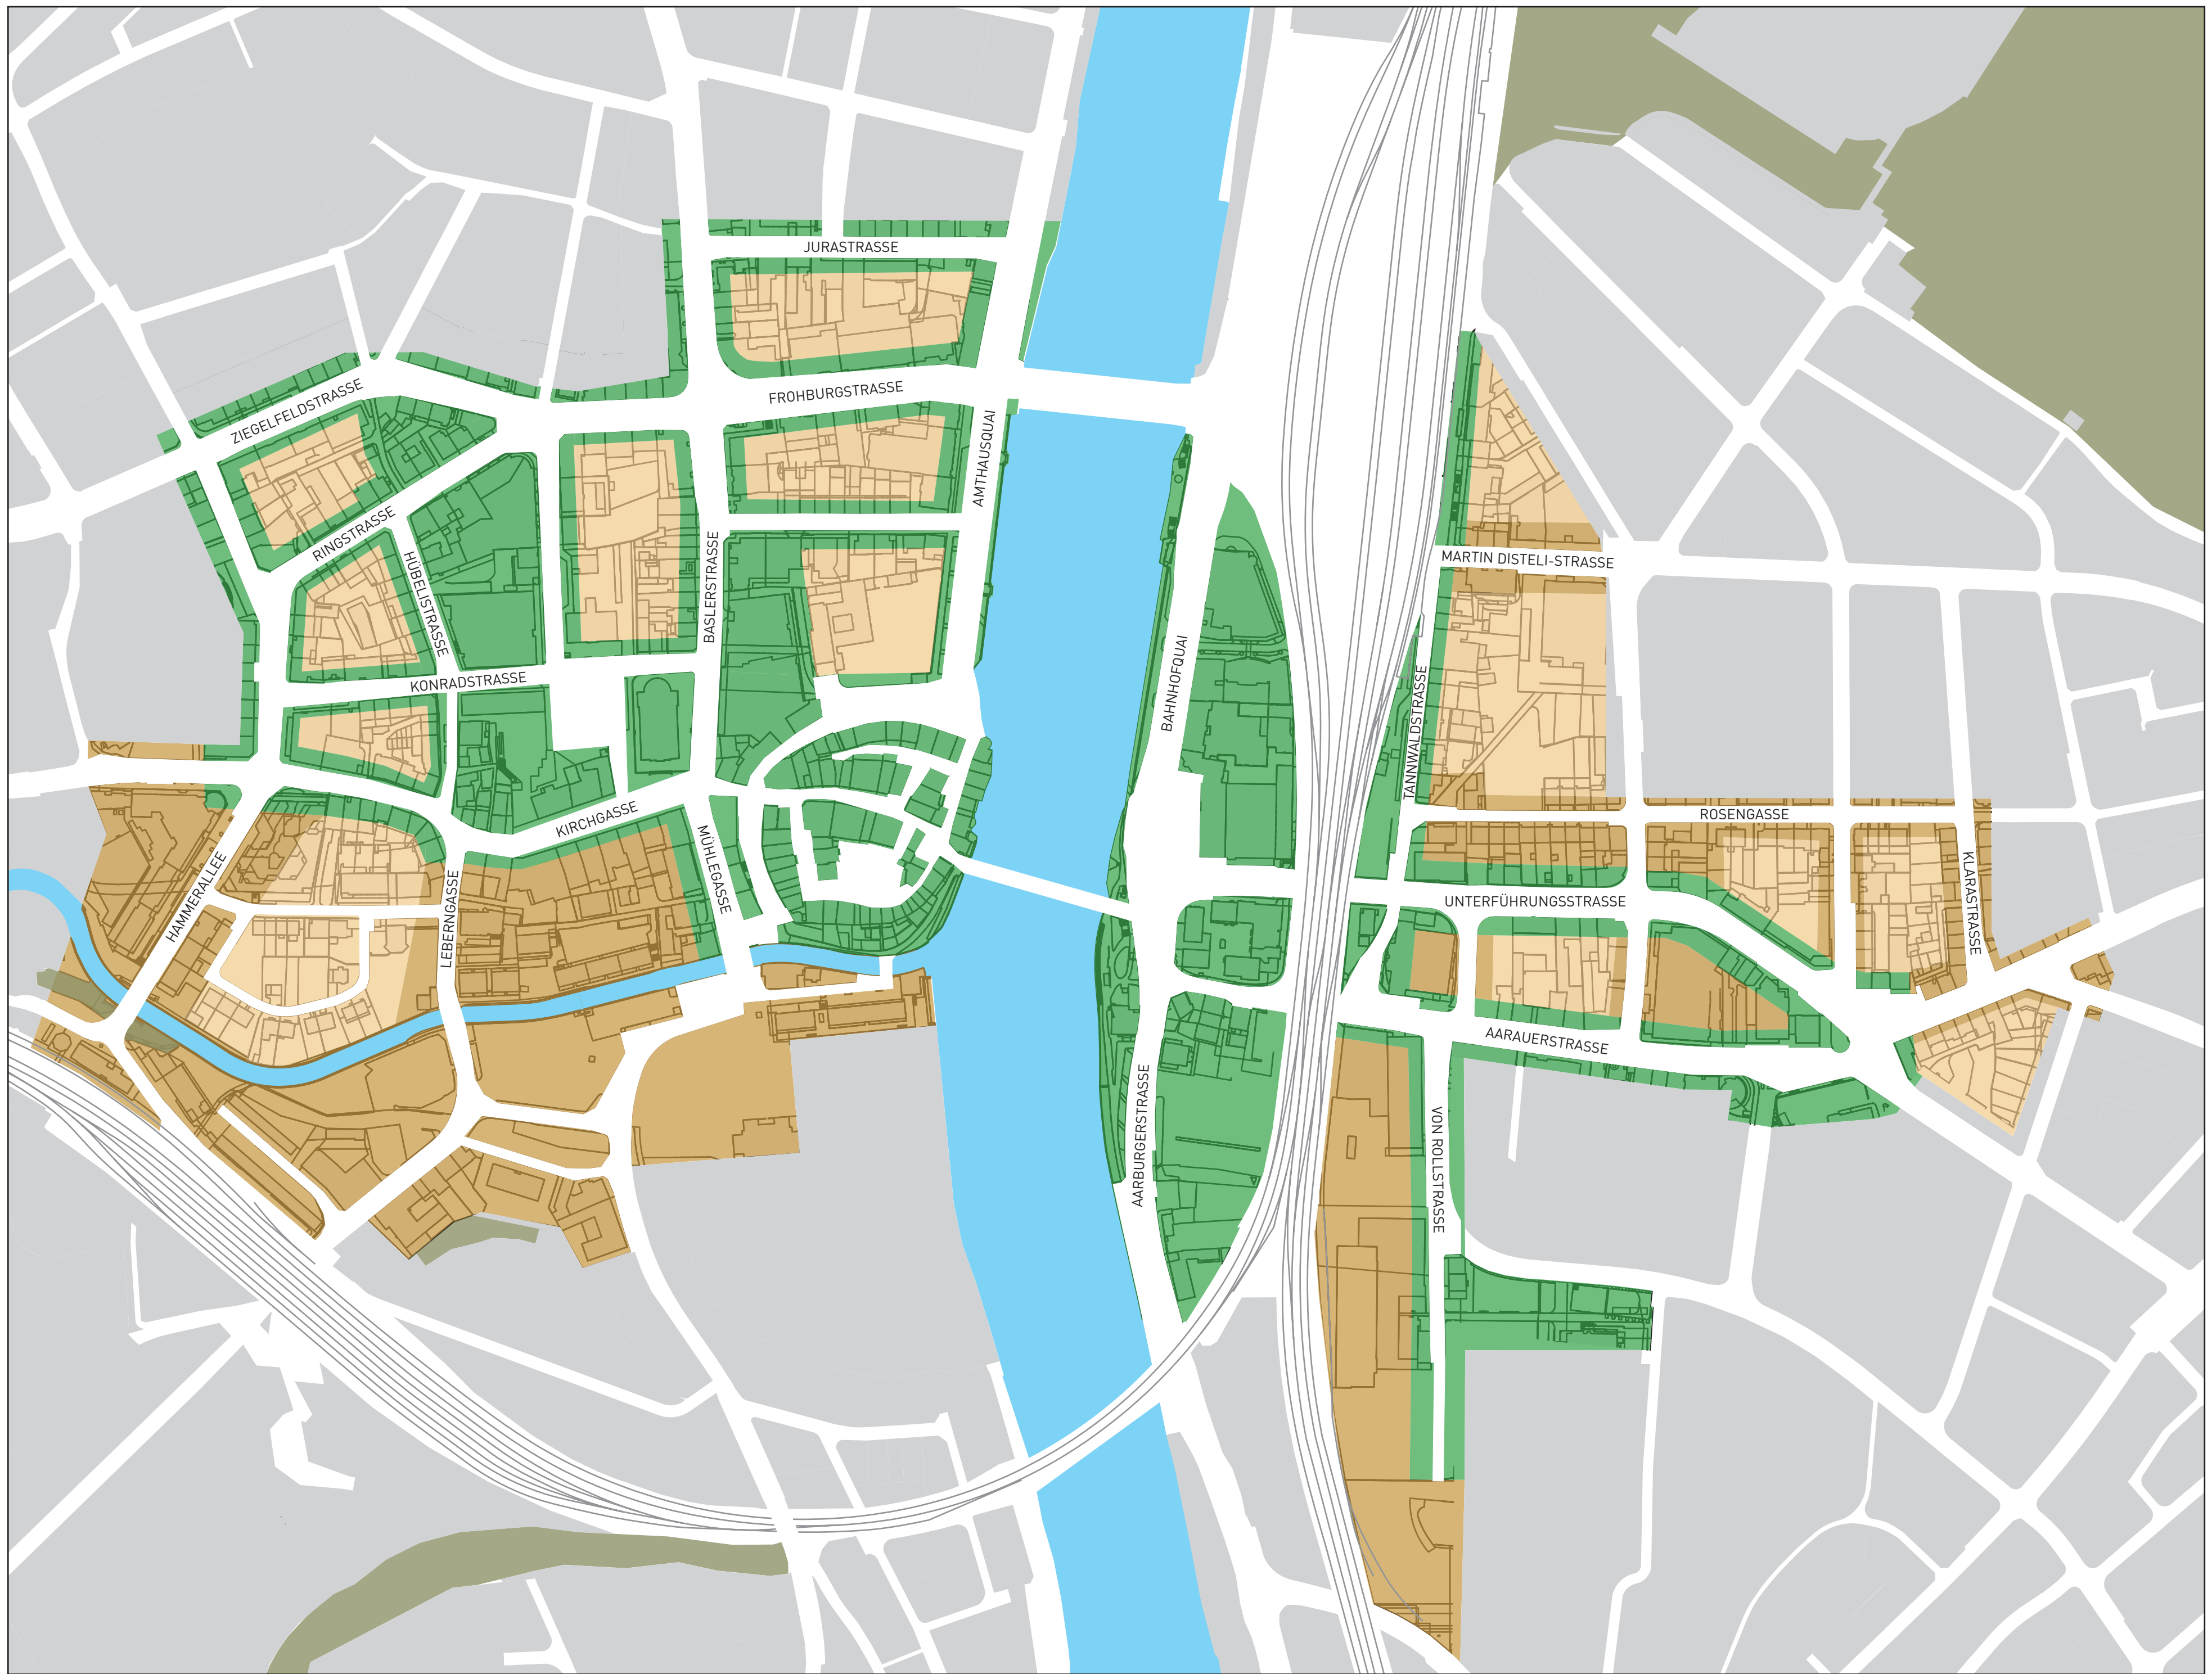 JURASTRASSE
ZIEGELFELDSTRASSE
FROHBURGSTRASSE
AMTHAUSQUAI
RINGSTRASSE
HÜBELISTRASSE
BASLERSTRASSE
MARTIN DISTELI-STRASSE
KONRADSTRASSE
BAHNHOFQUAI
TANNWALDSTRASSE
KIRCHGASSE
ROSENGASSE
MÜHLEGASSE
HAMMERALLEE
LEBERNGASSE
KLARASTRASSE
UNTERFÜHRUNGSSTRASSE
AARAUERSTRASSE
AARBURGERSTRASSE
VON ROLLSTRASSE